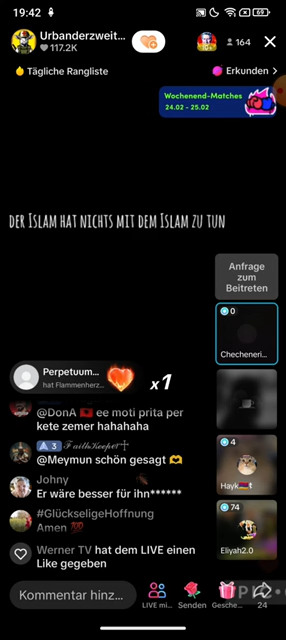 19:42
69
Urbanderzweit...
117.2K
164
Tägliche Rangliste
Erkunden >
Wochenend-Matches
24.02 - 25.02
DER ISLAM HAT NICHTS MIT DEM ISLAM ZU TUN
Anfrage
zum
Beitreten
0
Checheneri...
Perpetuum...
hat Flammenherz...
x1
@DonA 🇦🇱 ee moti prita per
kete zemer hahahaha
3 𝓕𝒶𝒾𝓉𝒽𝒦𝑒𝑒𝓅𝑒𝓇
@Meymun schön gesagt 🫶
Johny
Er wäre besser für ihn******
#GlückseligeHoffnung
Amen 💯
4
Hayk🇦🇲
74
Eliyah2.0
Werner TV hat dem LIVE einen
Like gegeben
Kommentar hinz...
LIVE mi...
Senden
Gesche...
24